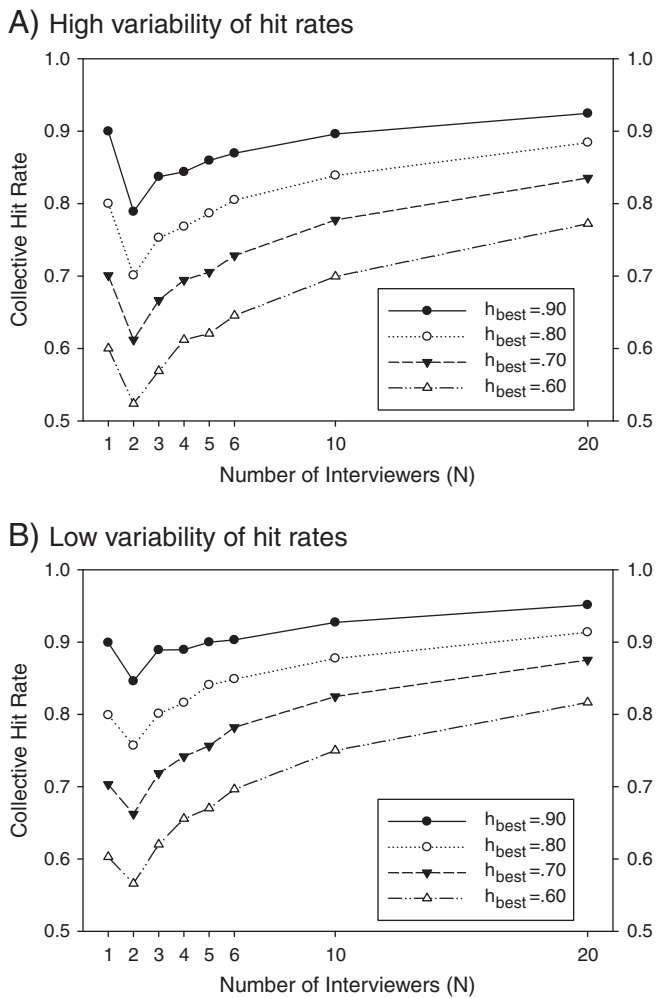 A) High variability of hit rates
1.0 1.0
0.9 0.9
0.8 0.8
0.7 0.7
0.6 0.6
0.5 0.5
Collective Hit Rate
h_best=.90
h_best=.80
h_best=.70
h_best=.60
1 2 3 4 5 6 10 20
Number of Interviewers (N)
B) Low variability of hit rates
1.0 1.0
0.9 0.9
0.8 0.8
0.7 0.7
0.6 0.6
0.5 0.5
Collective Hit Rate
h_best=.90
h_best=.80
h_best=.70
h_best=.60
1 2 3 4 5 6 10 20
Number of Interviewers (N)